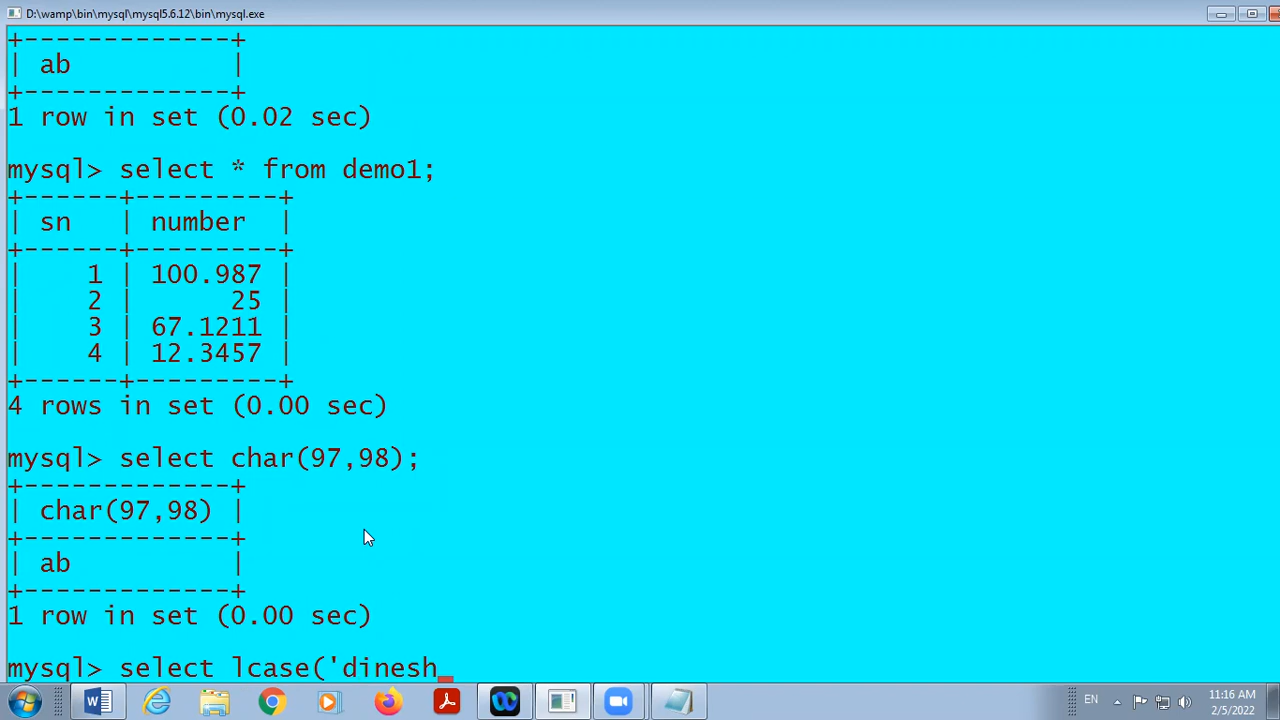 D:\wamp\bin\mysql\mysql5.6.12\bin\mysql.exe
+-------------+
| ab          |
+-------------+
1 row in set (0.02 sec)
mysql> select * from demo1;
+------+---------+
| sn   | number  |
+------+---------+
|    1 | 100.987 |
|    2 |      25 |
|    3 | 67.1211 |
|    4 | 12.3457 |
+------+---------+
4 rows in set (0.00 sec)
mysql> select char(97,98);
+-------------+
| char(97,98) |
+-------------+
| ab          |
+-------------+
1 row in set (0.00 sec)
mysql> select lcase('dinesh_
EN
11:16 AM
2/5/2022